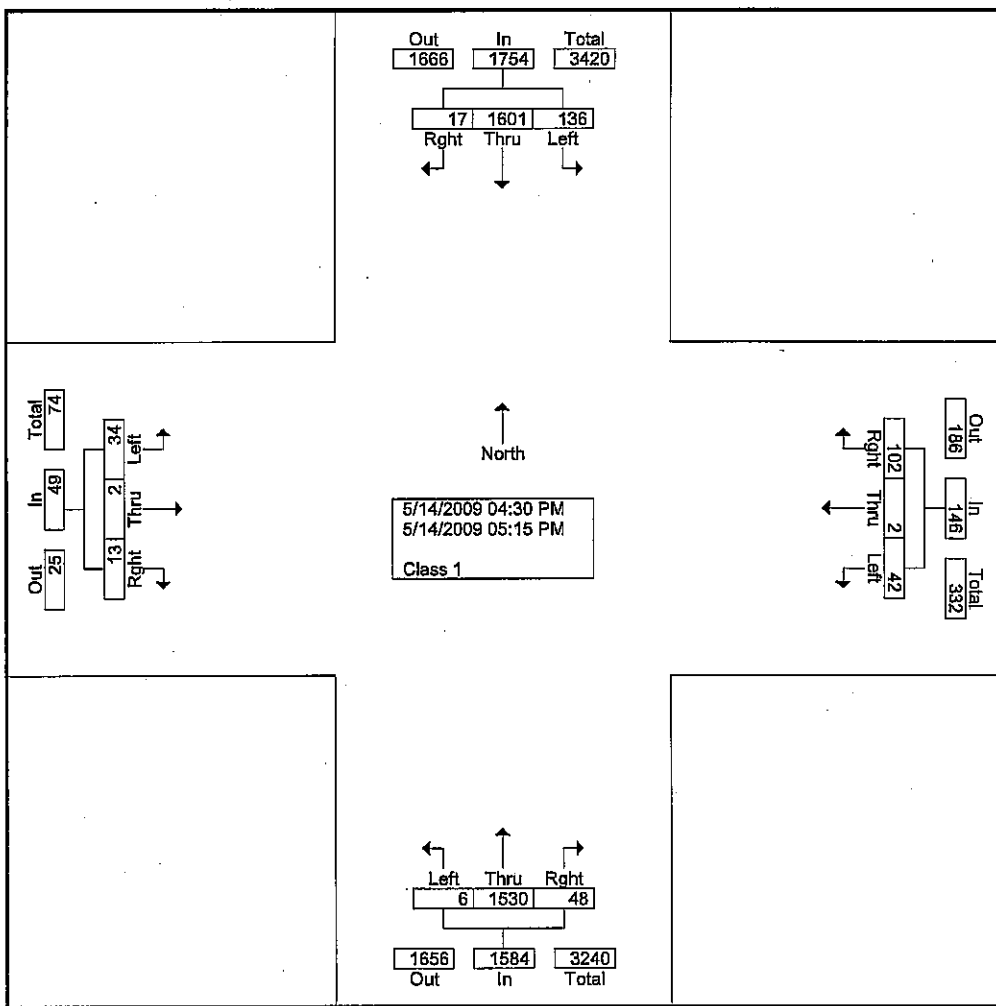 Out In Total
1666 1754 3420
17 1601 136
Rght Thru Left
Total 74
In 49
Out 25
34 Left
2 Thru
13 Rght
North
5/14/2009 04:30 PM
5/14/2009 05:15 PM
Class 1
Rght 102
Thru 2
Left 42
Out 186
In 146
Total 332
Left Thru Rght
6 1530 48
1656 1584 3240
Out In Total